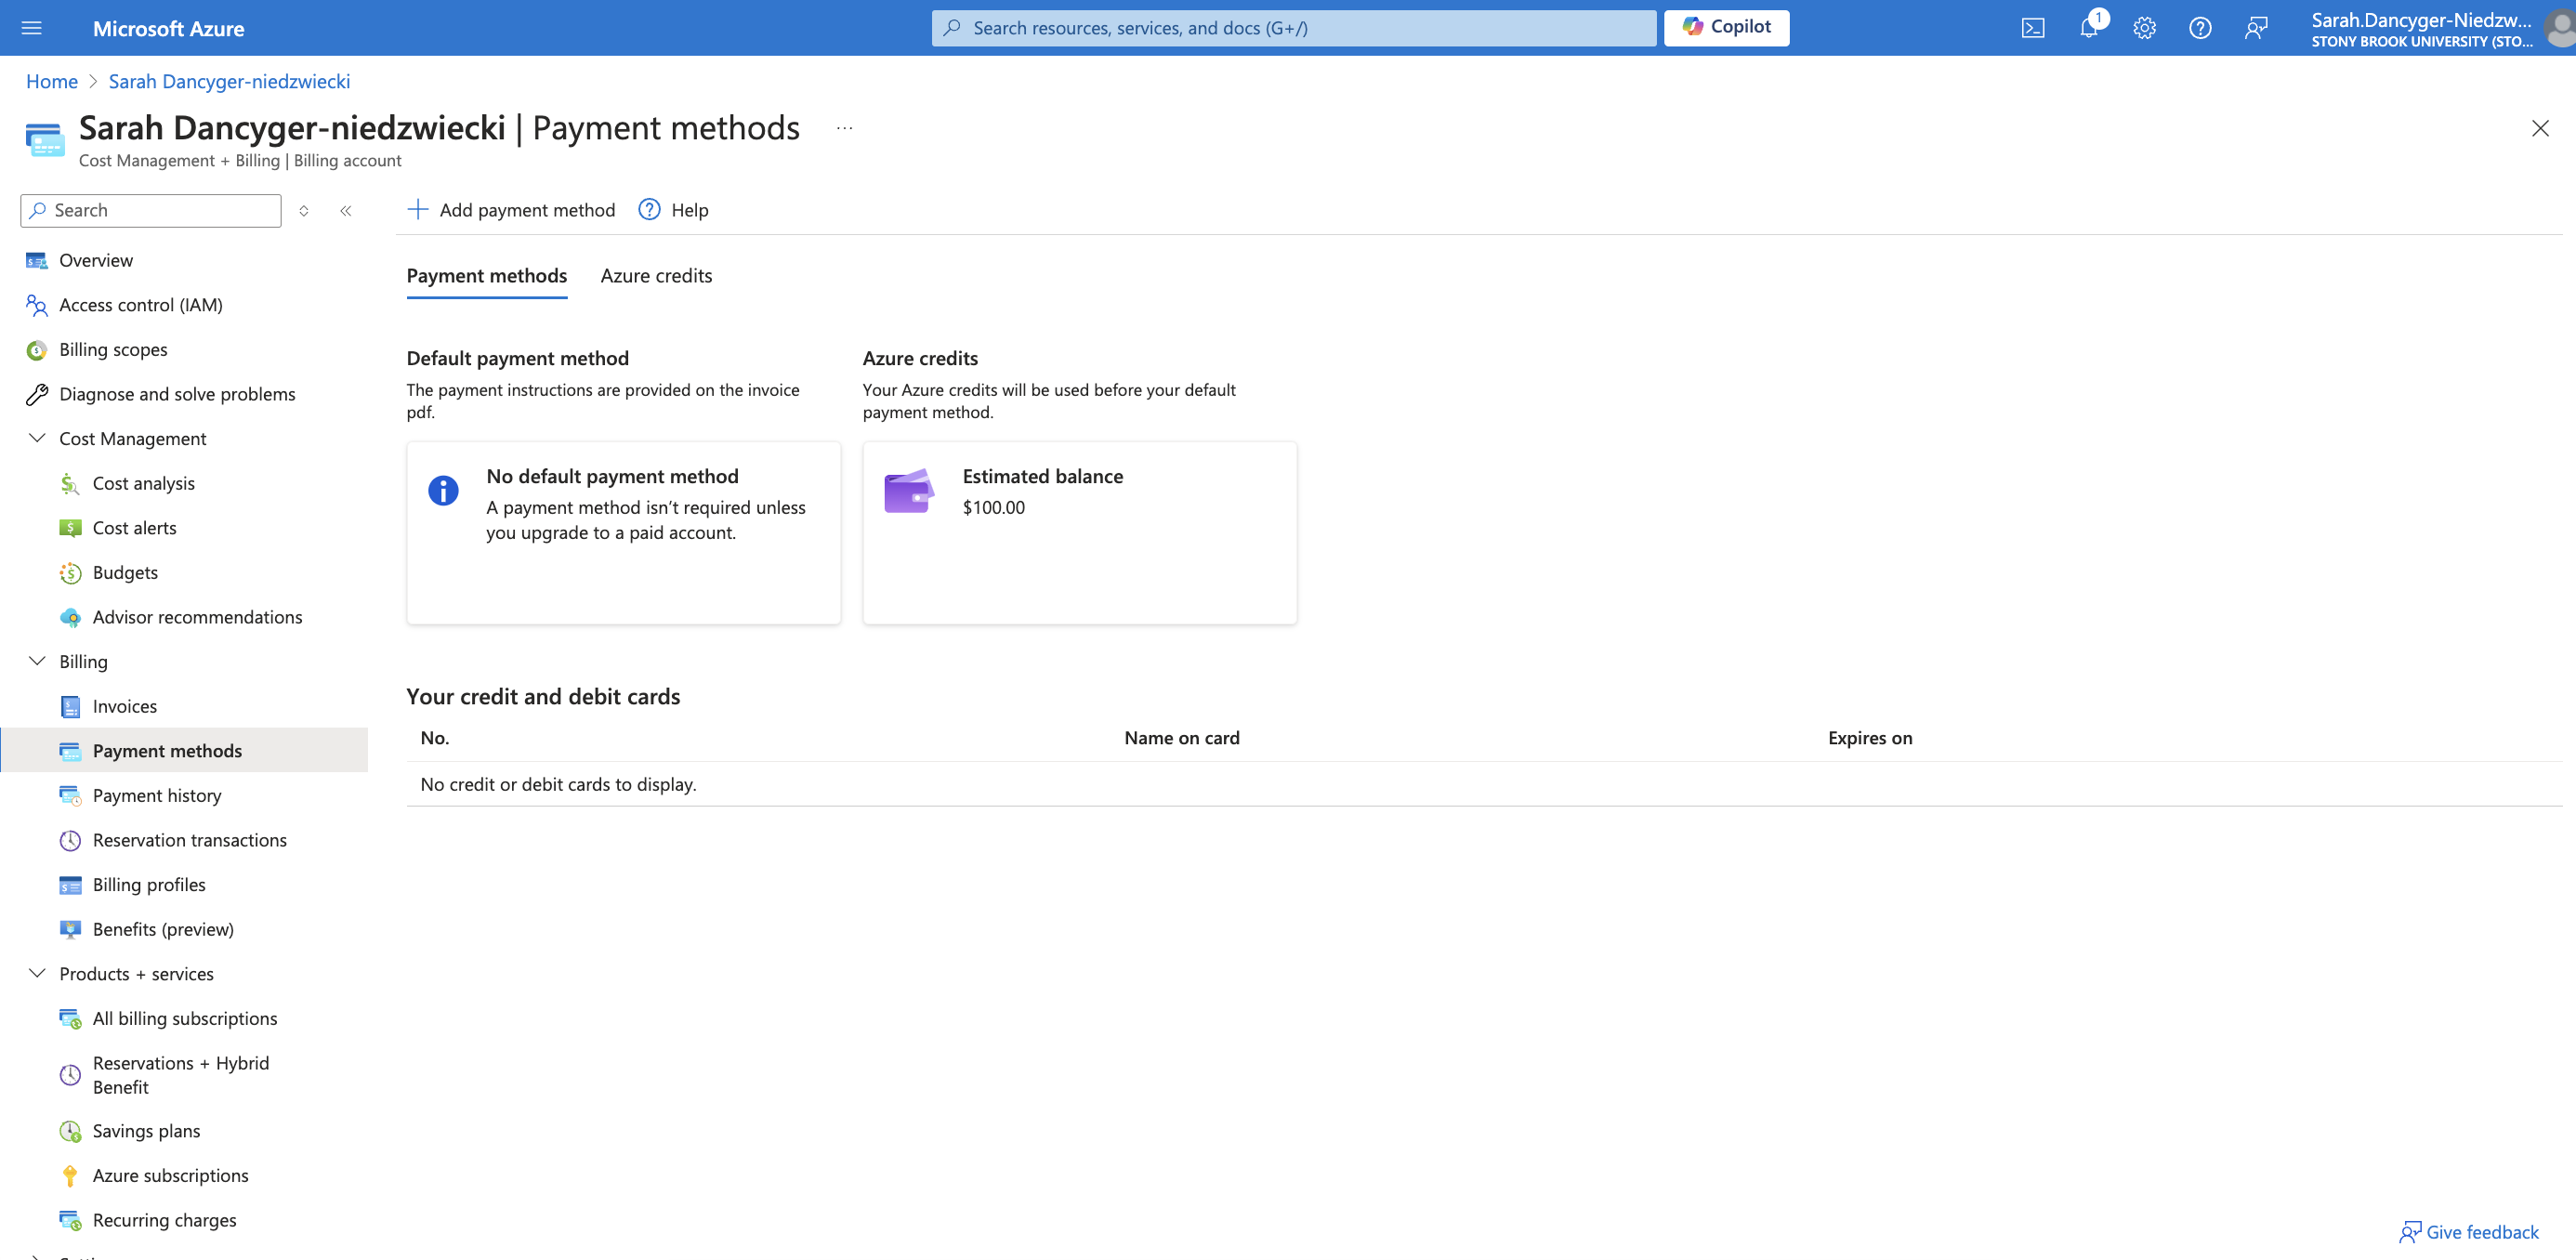 Microsoft Azure
Search resources, services, and docs (G+/)
Copilot
1
Sarah.Dancyger-Niedzw...
STONY BROOK UNIVERSITY (STO...
Home > Sarah Dancyger-niedzwiecki
Sarah Dancyger-niedzwiecki | Payment methods ...
Cost Management + Billing | Billing account
Search
Overview
Access control (IAM)
Billing scopes
Diagnose and solve problems
Cost Management
Cost analysis
Cost alerts
Budgets
Advisor recommendations
Billing
Invoices
Payment methods
Payment history
Reservation transactions
Billing profiles
Benefits (preview)
Products + services
All billing subscriptions
Reservations + Hybrid
Benefit
Savings plans
Azure subscriptions
Recurring charges
Add payment method
Help
Payment methods
Azure credits
Default payment method
The payment instructions are provided on the invoice
pdf.
No default payment method
A payment method isn’t required unless
you upgrade to a paid account.
Azure credits
Your Azure credits will be used before your default
payment method.
Estimated balance
$100.00
Your credit and debit cards
No.
Name on card
Expires on
No credit or debit cards to display.
Give feedback